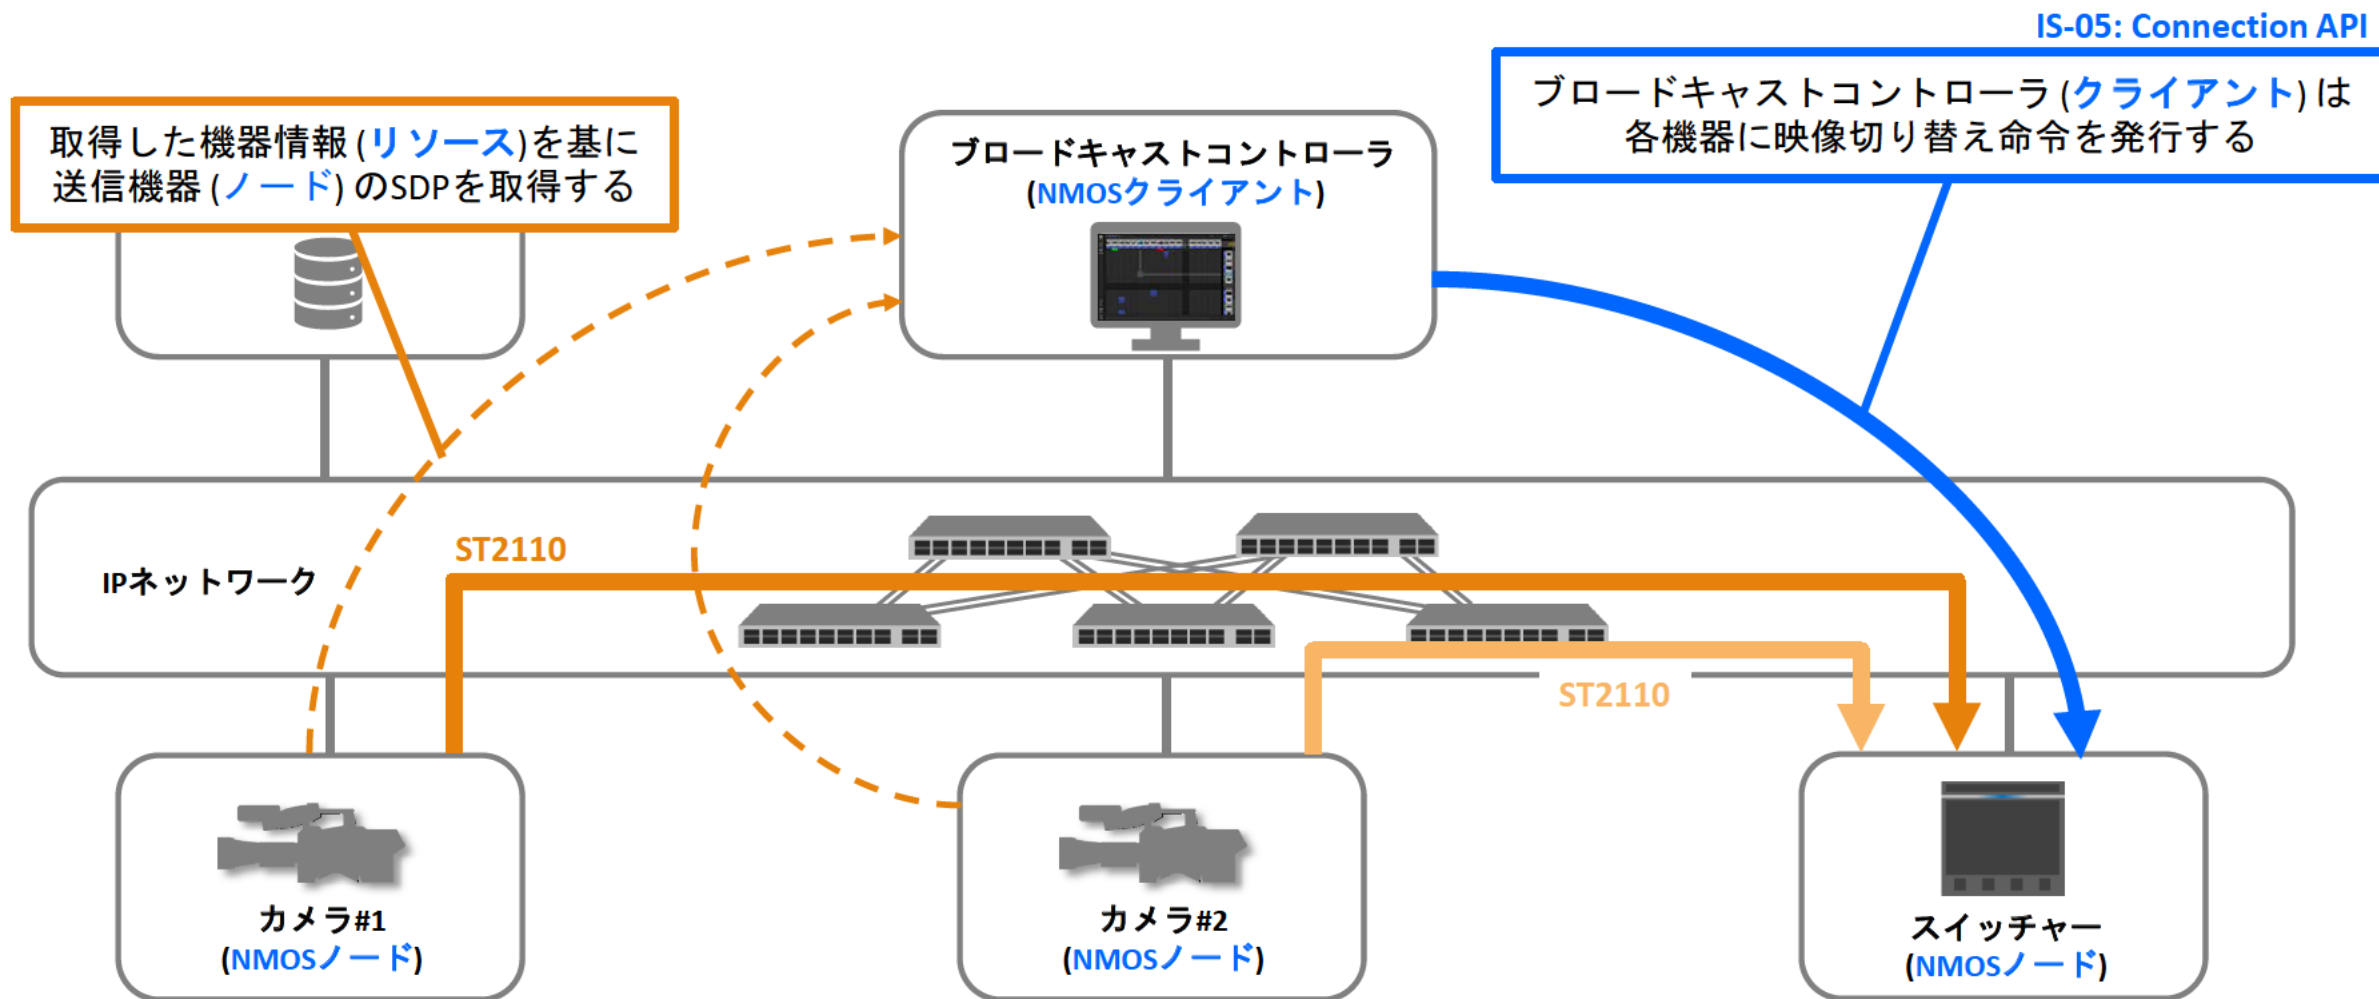 IS-05: Connection API
取得した機器情報 (リソース)を基に
送信機器 (ノード) のSDPを取得する
ブロードキャストコントローラ
(NMOSクライアント)
ブロードキャストコントローラ (クライアント) は
各機器に映像切り替え命令を発行する
ST2110
IPネットワーク
ST2110
カメラ#1
(NMOSノード)
カメラ#2
(NMOSノード)
スイッチャー
(NMOSノード)